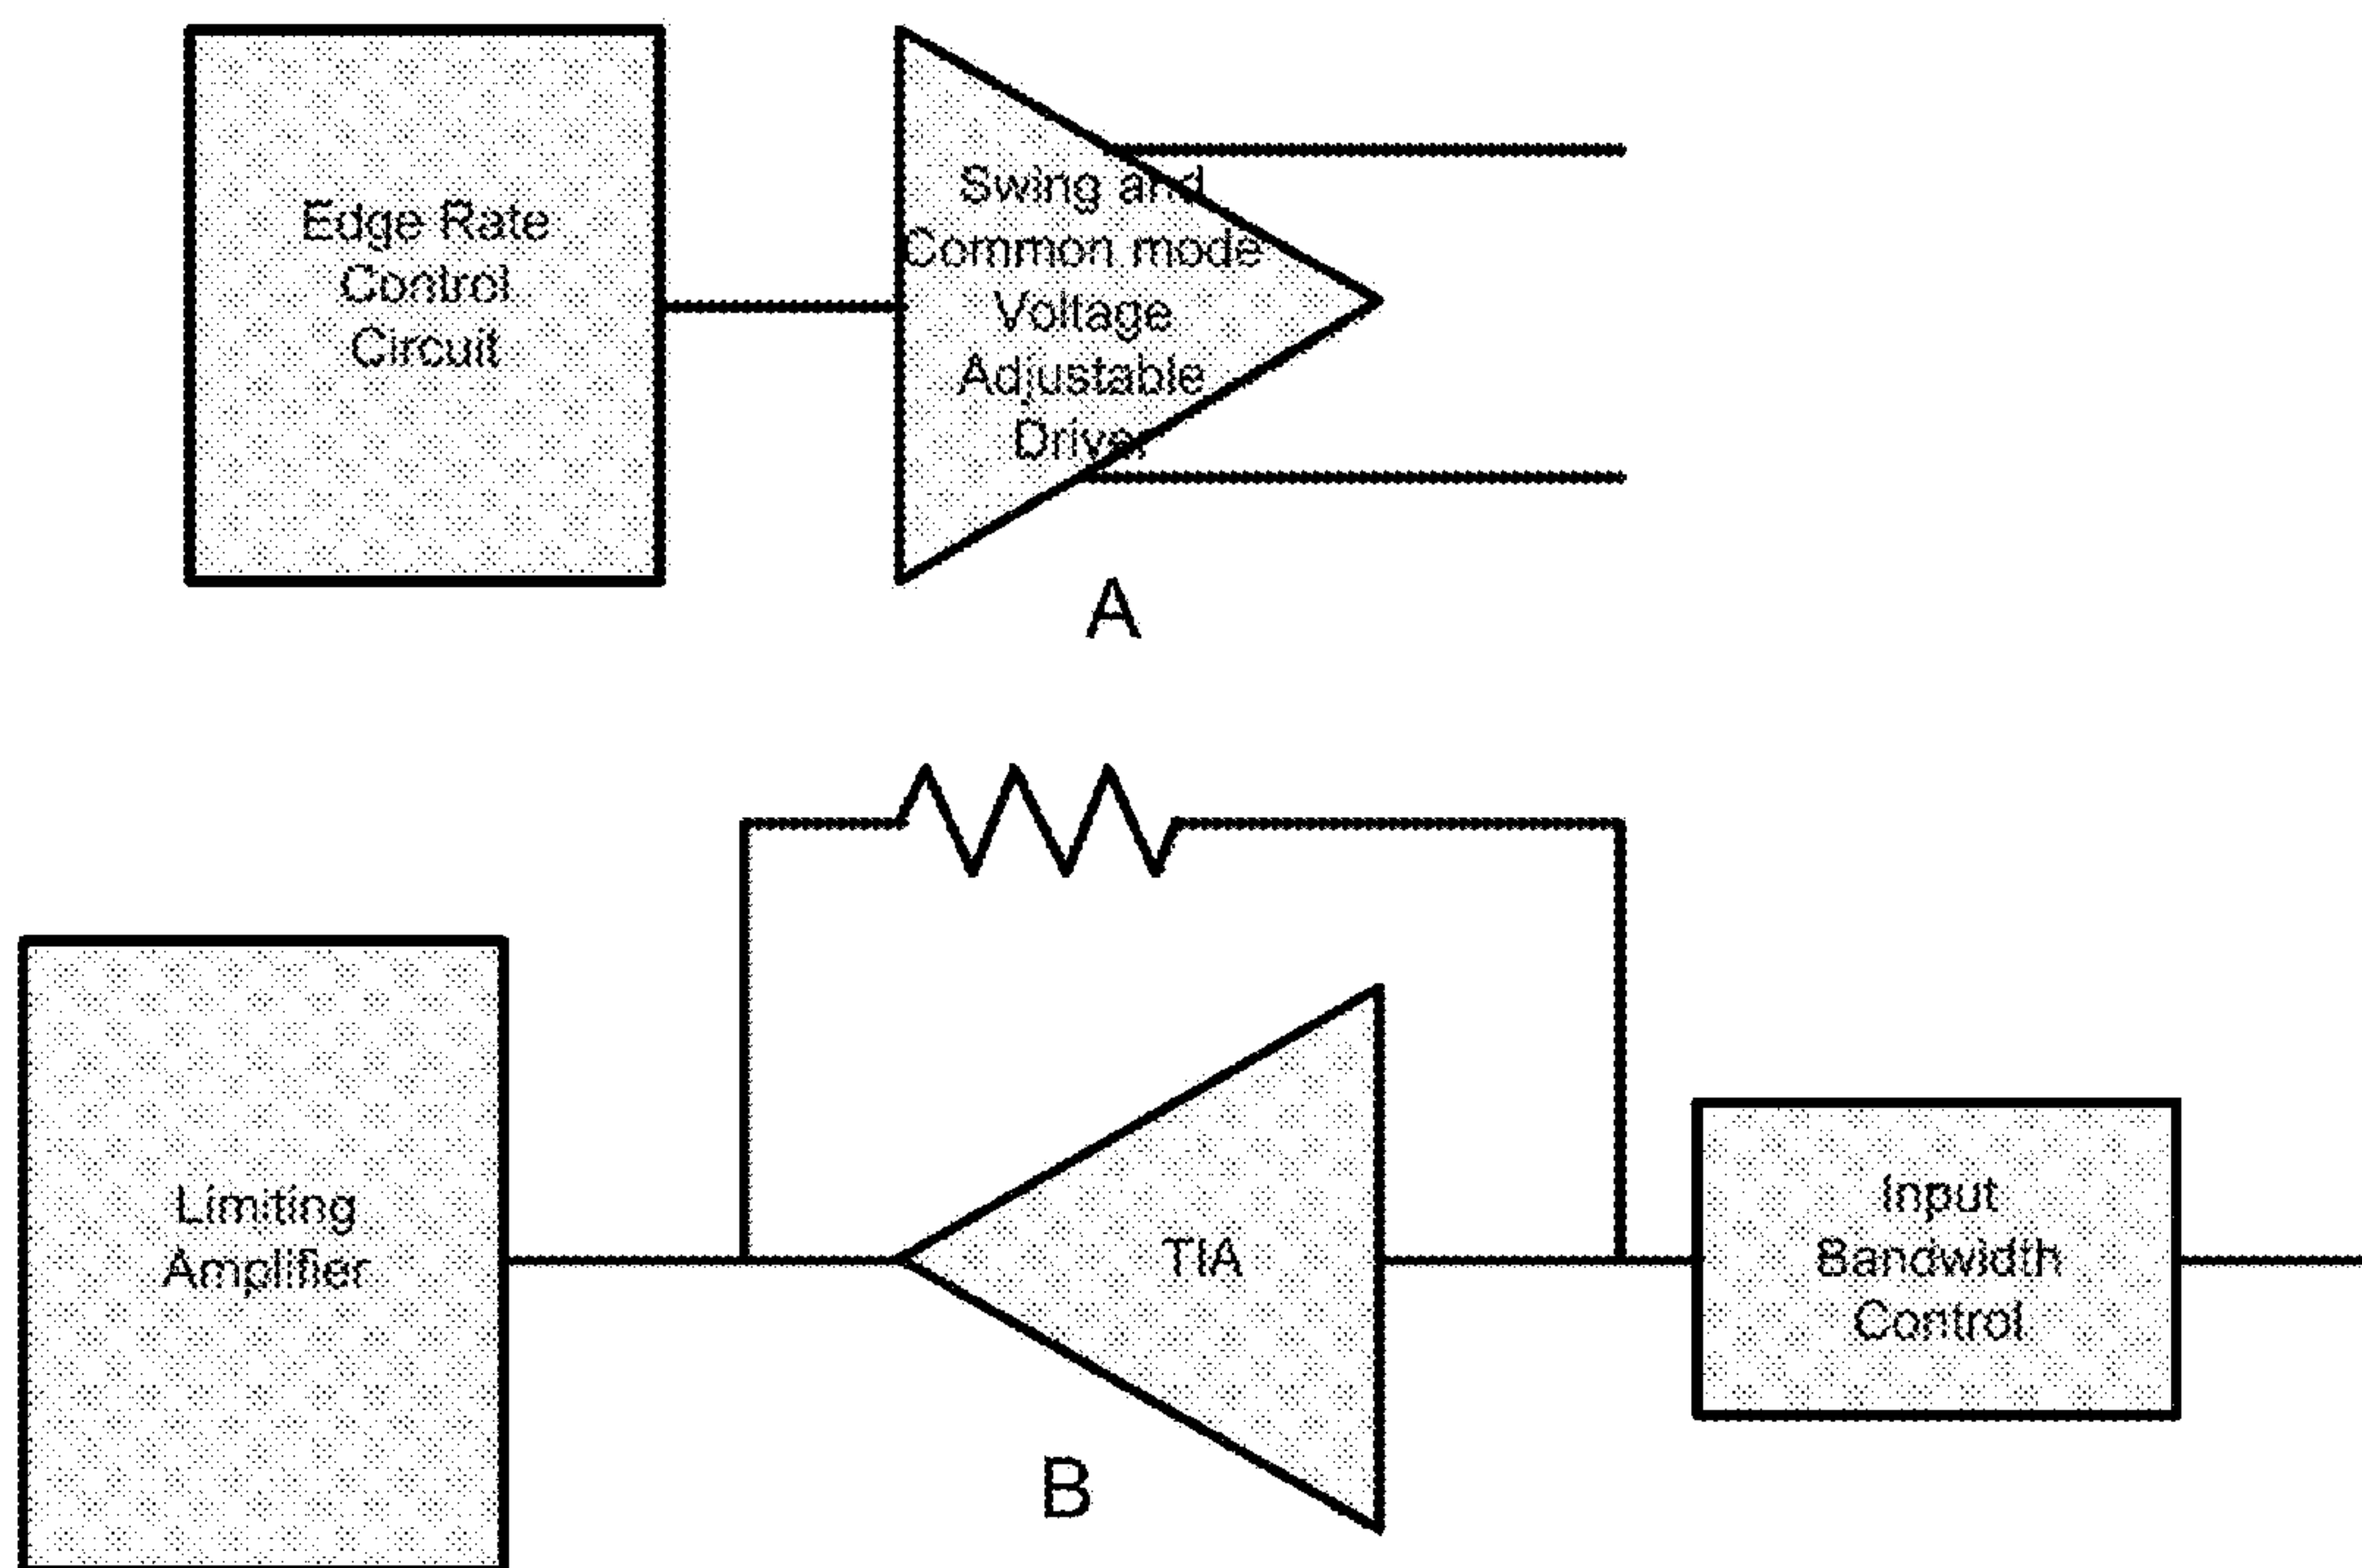 Edge Rate
Control
Circuit
Swing and
Common mode
Voltage
Adjustable
Driver
A
Limiting
Amplifier
TIA
Input
Bandwidth
Control
B